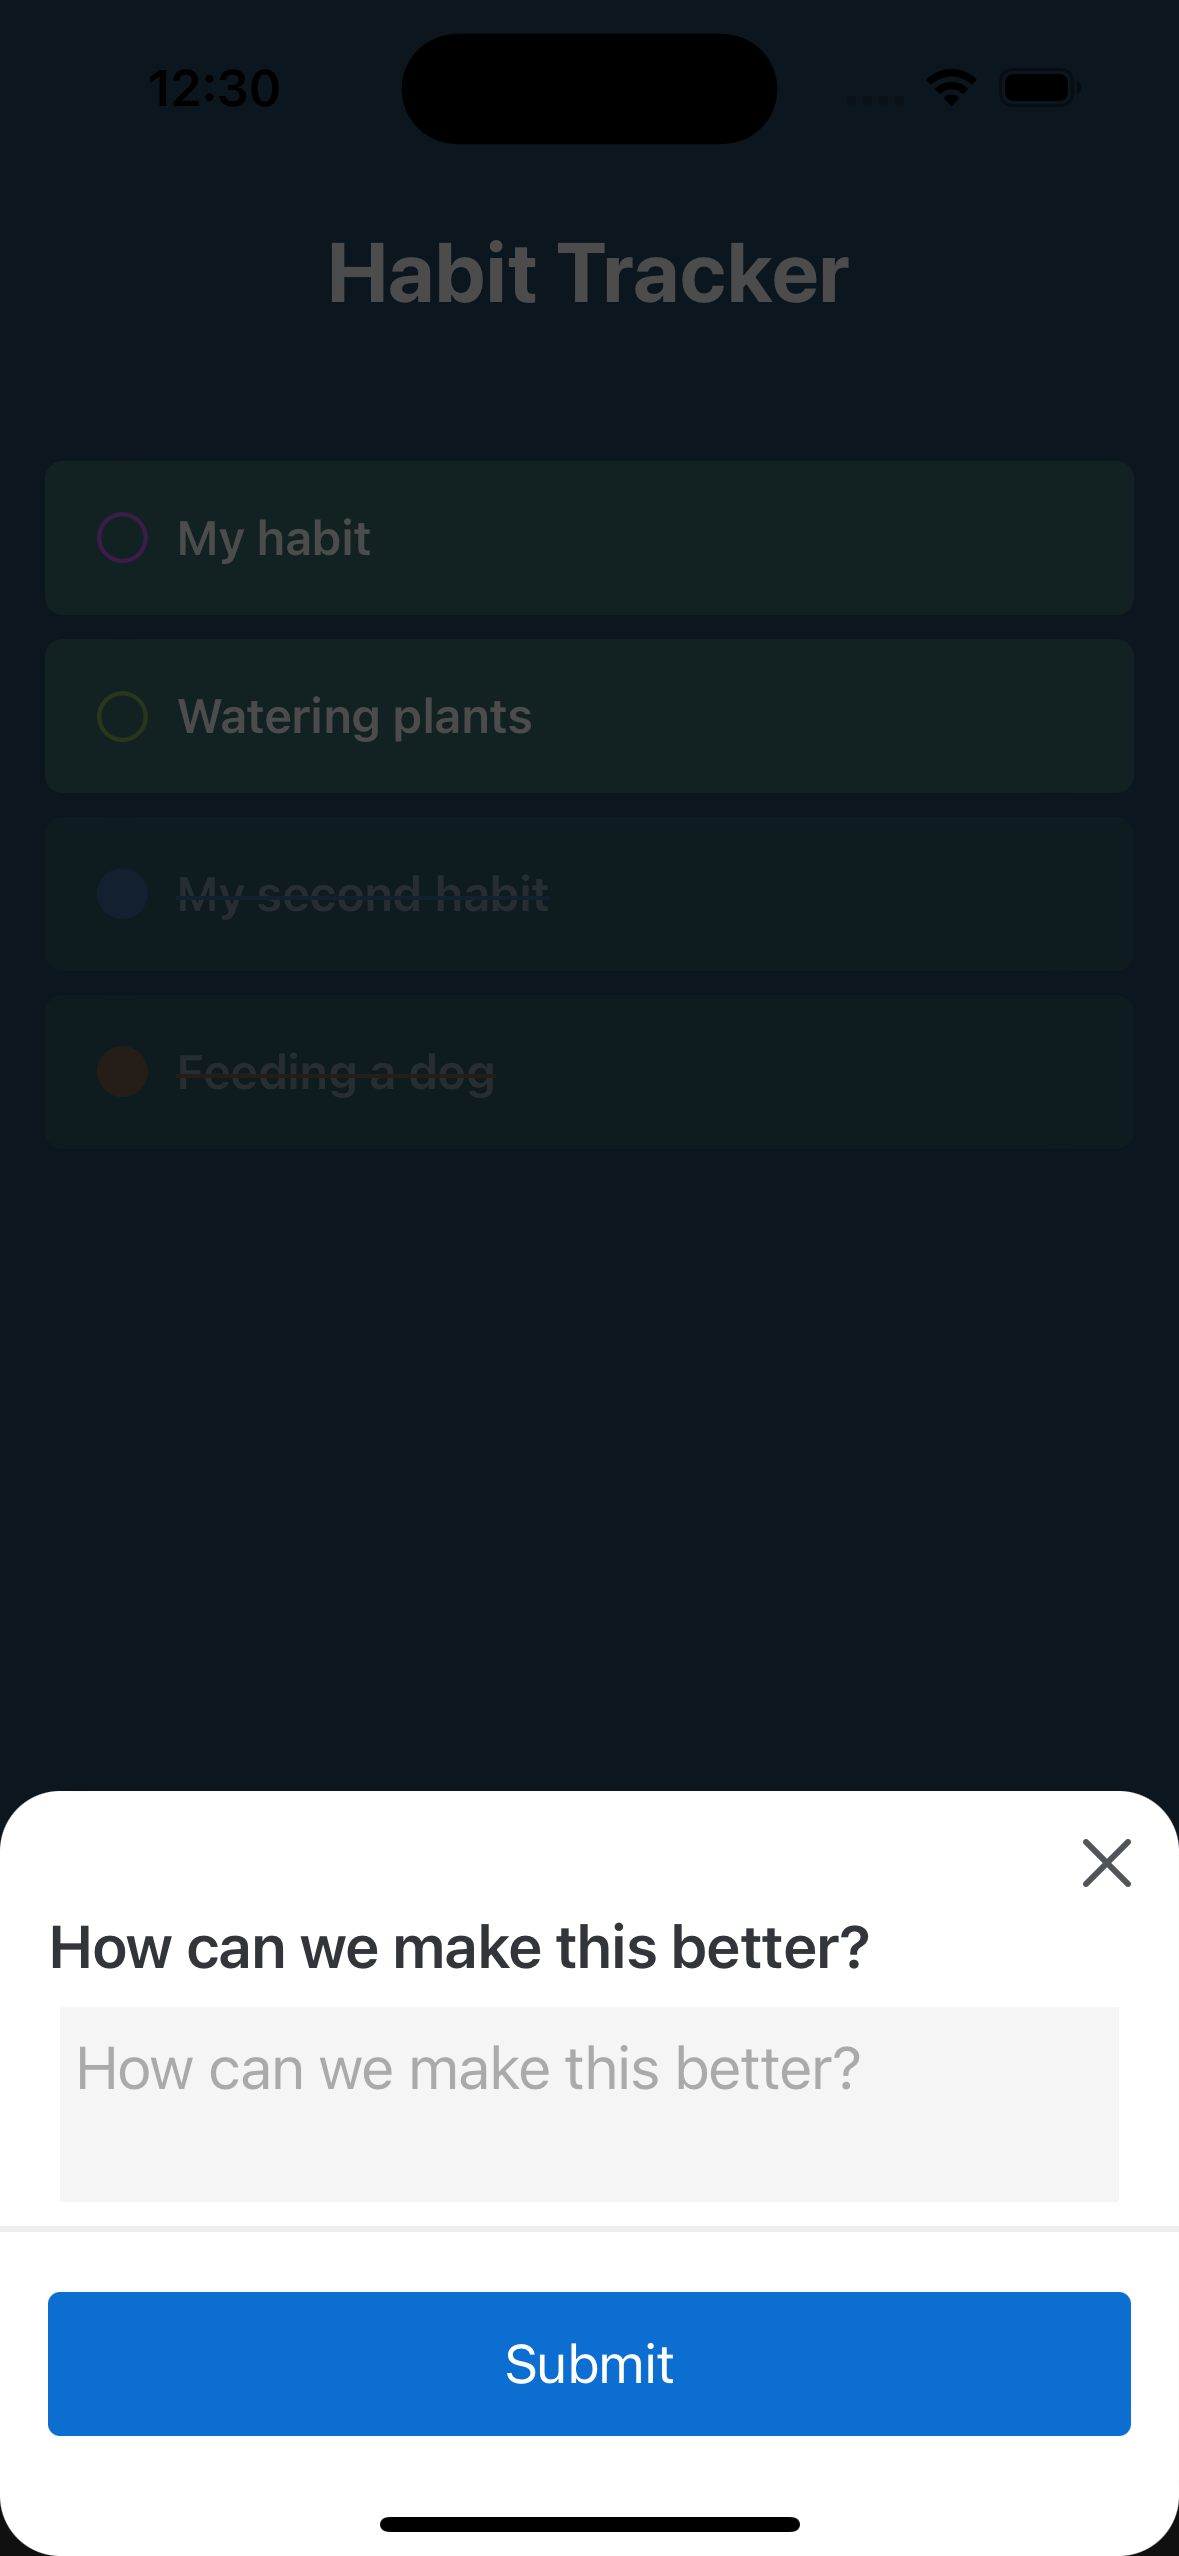 12:30
Habit Tracker
My habit
Watering plants
My second habit
Feeding a dog
How can we make this better?
How can we make this better?
Submit